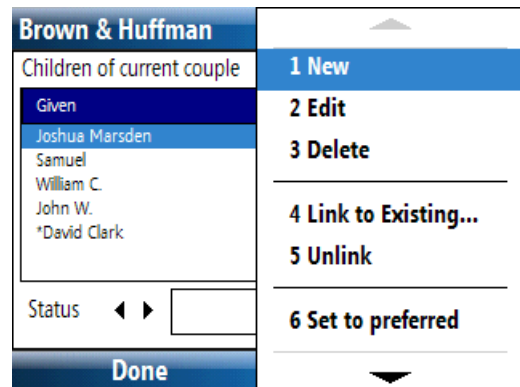 Brown & Huffman
Children of current couple
Given
Joshua Marsden
Samuel
William C.
John W.
*David Clark
Status
Done
1 New
2 Edit
3 Delete
4 Link to Existing...
5 Unlink
6 Set to preferred